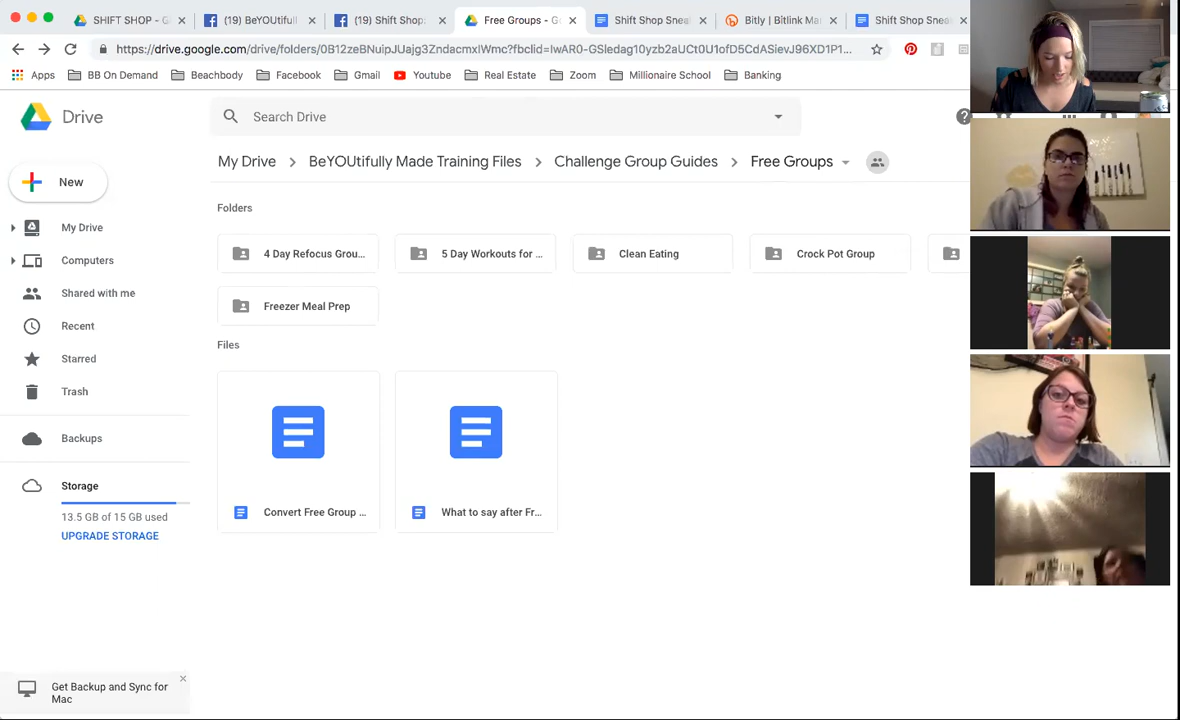 SHIFT SHOP - G
(19) BeYOUtifull
(19) Shift Shop:
Free Groups - G
Shift Shop Sneal
Bitly | Bitlink Ma
Shift Shop Snea
https://drive.google.com/drive/folders/0B12zeBNuipJUajg3ZndacmxIWmc?fbclid=IwAR0-GSIedag10yzb2aUCt0U1ofD5CdASievJ96XD1P1...
Apps
BB On Demand
Beachbody
Facebook
Gmail
Youtube
Real Estate
Zoom
Millionaire School
Banking
Drive
Search Drive
New
My Drive > BeYOUtifully Made Training Files > Challenge Group Guides > Free Groups
My Drive
Computers
Shared with me
Recent
Starred
Trash
Backups
Storage
13.5 GB of 15 GB used
UPGRADE STORAGE
Folders
4 Day Refocus Grou...
5 Day Workouts for ...
Clean Eating
Crock Pot Group
Freezer Meal Prep
Files
Convert Free Group ...
What to say after Fr...
Get Backup and Sync for
Mac